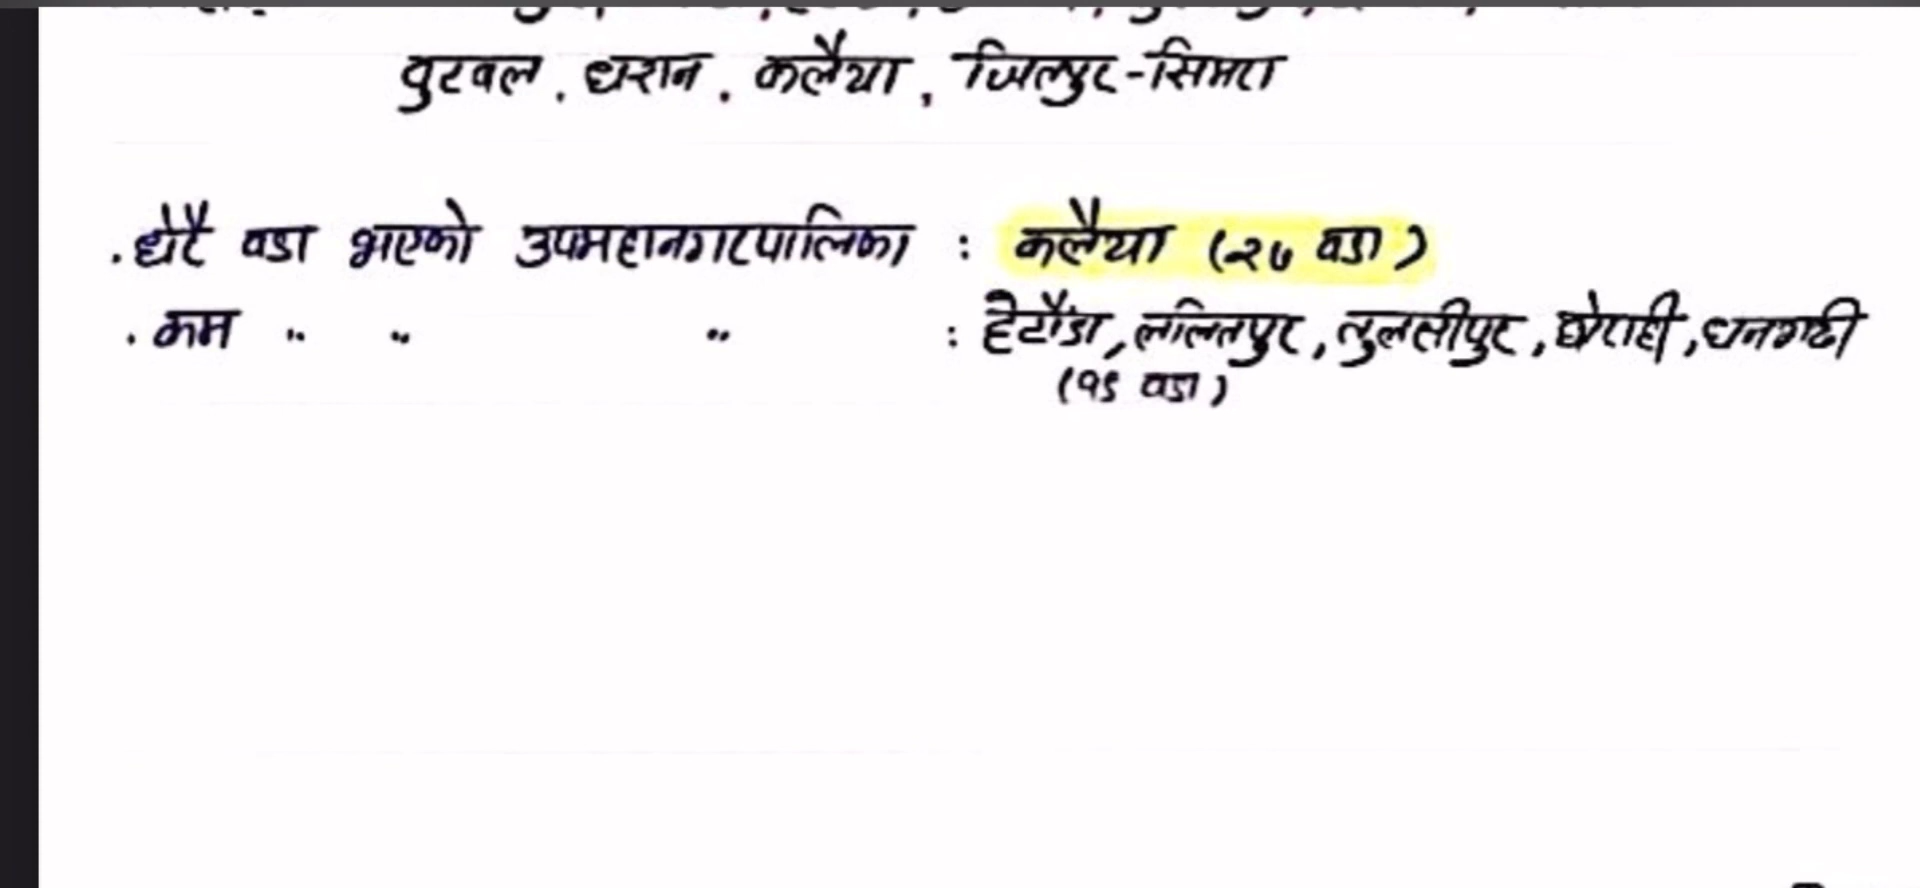 वुटवल, धरान, कलैया, जितपुर-सिमरा
. धेरै वडा भएको उपमहानगरपालिका : कलैया (२७ वडा)
. कम " " " : हेटौंडा, ललितपुर, तुलसीपुर, घोराही, धनगढी
(१९ वडा)